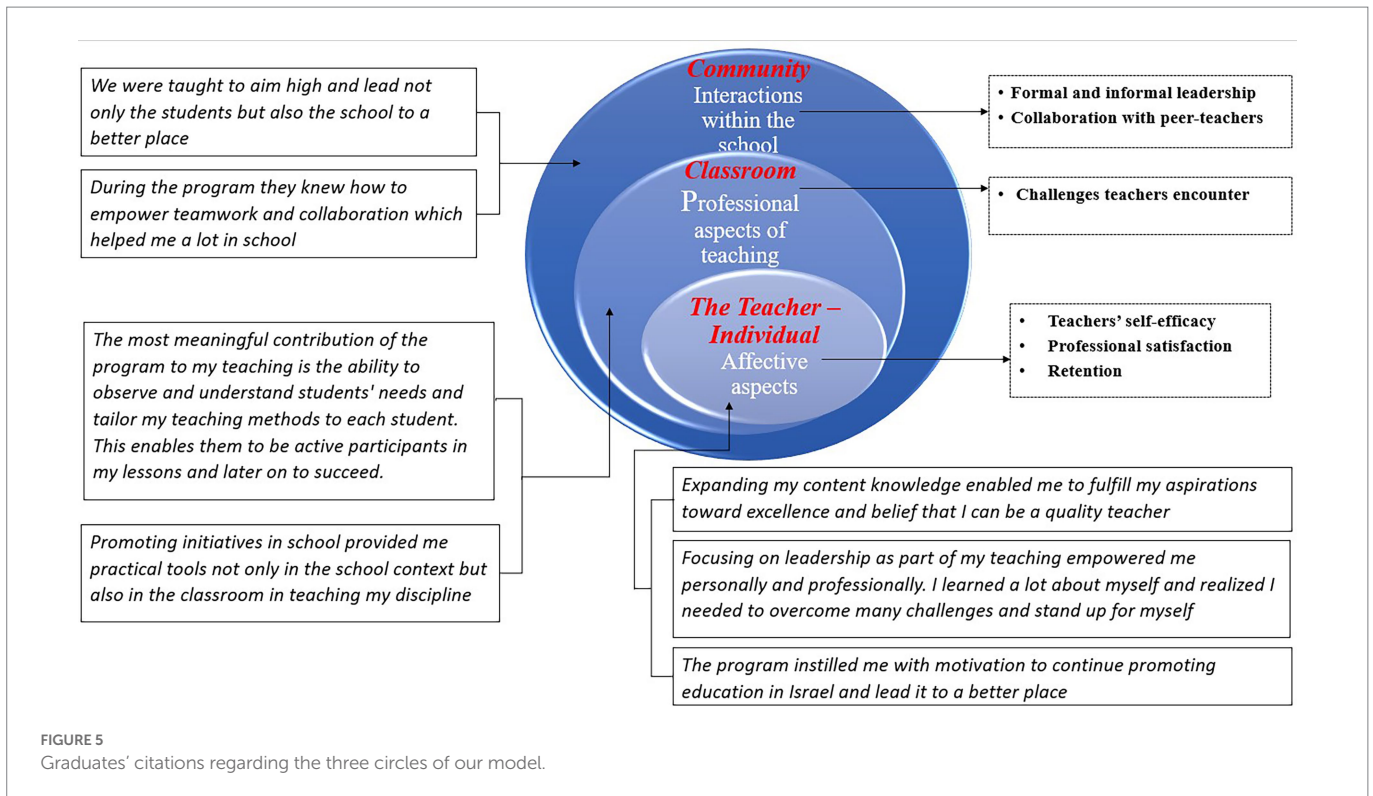 We were taught to aim high and lead not
only the students but also the school to a
better place
During the program they knew how to
empower teamwork and collaboration which
helped me a lot in school
Community
Interactions
within the
school
Classroom
Professional
aspects of
teaching
The Teacher –
Individual
Affective
aspects
• Formal and informal leadership
• Collaboration with peer-teachers
• Challenges teachers encounter
• Teachers’ self-efficacy
• Professional satisfaction
• Retention
The most meaningful contribution of the
program to my teaching is the ability to
observe and understand students' needs and
tailor my teaching methods to each student.
This enables them to be active participants in
my lessons and later on to succeed.
Promoting initiatives in school provided me
practical tools not only in the school context but
also in the classroom in teaching my discipline
Expanding my content knowledge enabled me to fulfill my aspirations
toward excellence and belief that I can be a quality teacher
Focusing on leadership as part of my teaching empowered me
personally and professionally. I learned a lot about myself and realized I
needed to overcome many challenges and stand up for myself
The program instilled me with motivation to continue promoting
education in Israel and lead it to a better place
FIGURE 5
Graduates’ citations regarding the three circles of our model.